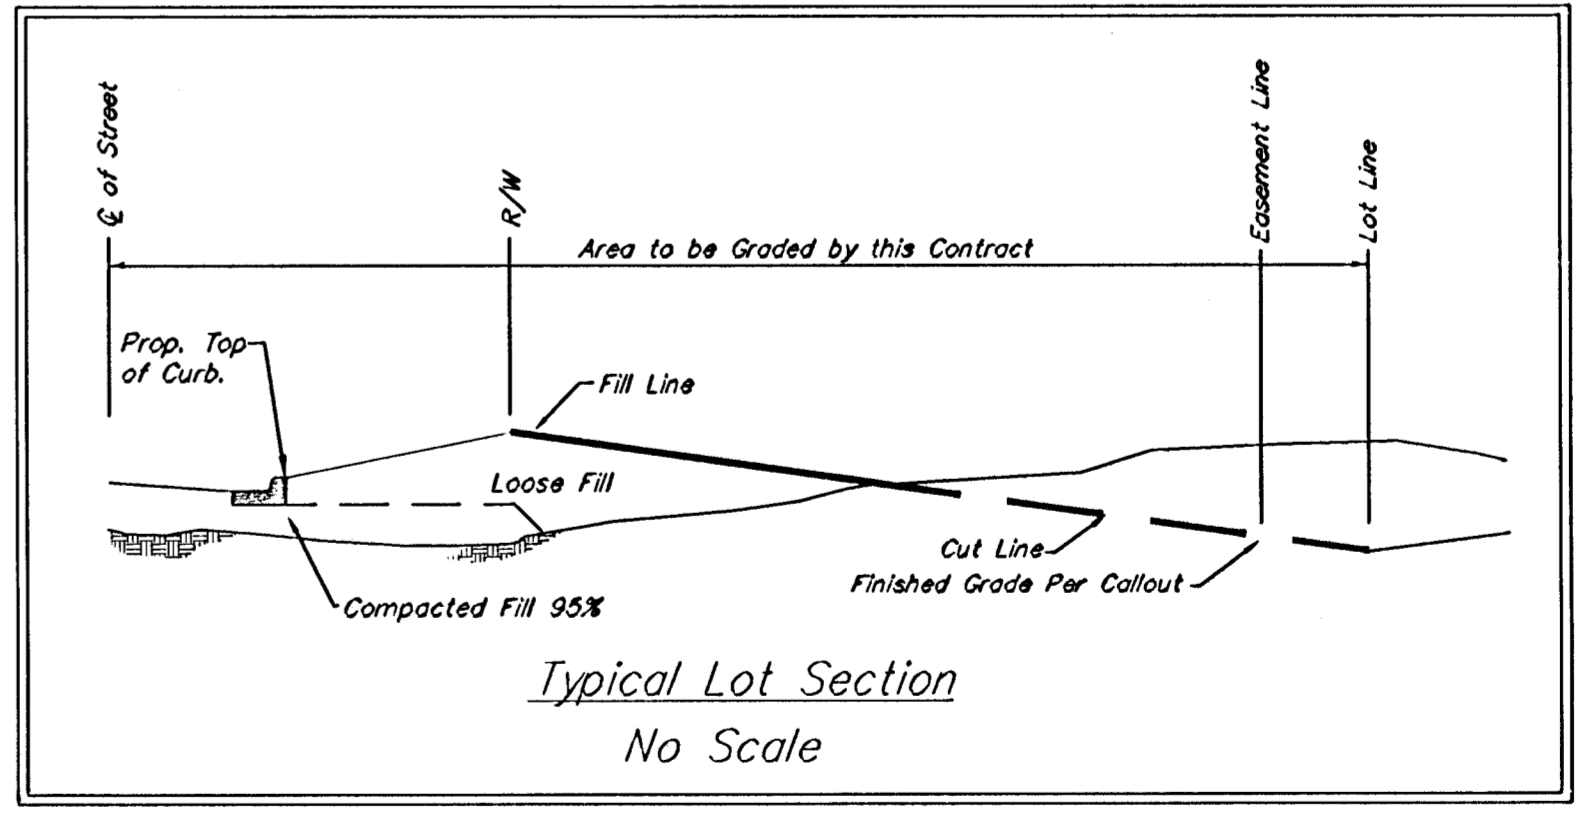 ℄ of Street
R/W
Easement Line
Lot Line
Area to be Graded by this Contract
Prop. Top
of Curb.
Fill Line
Loose Fill
Cut Line
Finished Grade Per Callout
Compacted Fill 95%
Typical Lot Section
No Scale